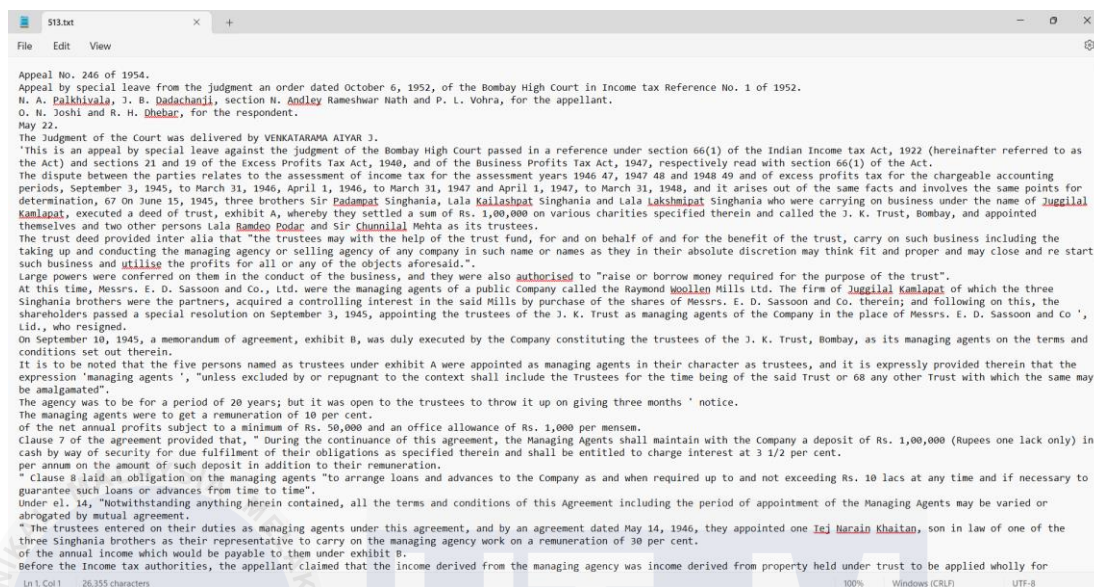 513.txt
File Edit View
Appeal No. 246 of 1954.
Appeal by special leave from the judgment an order dated October 6, 1952, of the Bombay High Court in Income tax Reference No. 1 of 1952.
N. A. Palkhivala, J. B. Dadachanji, section N. Andley Rameshwar Nath and P. L. Vohra, for the appellant.
O. N. Joshi and R. H. Dhebar, for the respondent.
May 22.
The Judgment of the Court was delivered by VENKATARAMA AIYAR J.
'This is an appeal by special leave against the judgment of the Bombay High Court passed in a reference under section 66(1) of the Indian Income tax Act, 1922 (hereinafter referred to as
the Act) and sections 21 and 19 of the Excess Profits Tax Act, 1940, and of the Business Profits Tax Act, 1947, respectively read with section 66(1) of the Act.
The dispute between the parties relates to the assessment of income tax for the assessment years 1946 47, 1947 48 and 1948 49 and of excess profits tax for the chargeable accounting
periods, September 3, 1945, to March 31, 1946, April 1, 1946, to March 31, 1947 and April 1, 1947, to March 31, 1948, and it arises out of the same facts and involves the same points for
determination, 67 On June 15, 1945, three brothers Sir Padampat Singhania, Lala Kailashpat Singhania and Lala Lakshmipat Singhania who were carrying on business under the name of Juggilal
Kamlapat, executed a deed of trust, exhibit A, whereby they settled a sum of Rs. 1,00,000 on various charities specified therein and called the J. K. Trust, Bombay, and appointed
themselves and two other persons Lala Ramdeo Podar and Sir Chunnilal Mehta as its trustees.
The trust deed provided inter alia that "the trustees may with the help of the trust fund, for and on behalf of and for the benefit of the trust, carry on such business including the
taking up and conducting the managing agency or selling agency of any company in such name or names as they in their absolute discretion may think fit and proper and may close and re start
such business and utilise the profits for all or any of the objects aforesaid.".
Large powers were conferred on them in the conduct of the business, and they were also authorised to "raise or borrow money required for the purpose of the trust".
At this time, Messrs. E. D. Sassoon and Co., Ltd. were the managing agents of a public Company called the Raymond Woollen Mills Ltd. The firm of Juggilal Kamlapat of which the three
Singhania brothers were the partners, acquired a controlling interest in the said Mills by purchase of the shares of Messrs. E. D. Sassoon and Co. therein; and following on this, the
shareholders passed a special resolution on September 3, 1945, appointing the trustees of the J. K. Trust as managing agents of the Company in the place of Messrs. E. D. Sassoon and Co ',
Lid., who resigned.
On September 10, 1945, a memorandum of agreement, exhibit B, was duly executed by the Company constituting the trustees of the J. K. Trust, Bombay, as its managing agents on the terms and
conditions set out therein.
It is to be noted that the five persons named as trustees under exhibit A were appointed as managing agents in their character as trustees, and it is expressly provided therein that the
expression 'managing agents ', "unless excluded by or repugnant to the context shall include the Trustees for the time being of the said Trust or 68 any other Trust with which the same may
be amalgamated".
The agency was to be for a period of 20 years; but it was open to the trustees to throw it up on giving three months ' notice.
The managing agents were to get a remuneration of 10 per cent.
of the net annual profits subject to a minimum of Rs. 50,000 and an office allowance of Rs. 1,000 per mensem.
Clause 7 of the agreement provided that, " During the continuance of this agreement, the Managing Agents shall maintain with the Company a deposit of Rs. 1,00,000 (Rupees one lack only) in
cash by way of security for due fulfilment of their obligations as specified therein and shall be entitled to charge interest at 3 1/2 per cent.
per annum on the amount of such deposit in addition to their remuneration.
" Clause 8 laid an obligation on the managing agents "to arrange loans and advances to the Company as and when required up to and not exceeding Rs. 10 lacs at any time and if necessary to
guarantee such loans or advances from time to time".
Under el. 14, "Notwithstanding anything herein contained, all the terms and conditions of this Agreement including the period of appointment of the Managing Agents may be varied or
abrogated by mutual agreement.
" The trustees entered on their duties as managing agents under this agreement, and by an agreement dated May 14, 1946, they appointed one Tej Narain Khaitan, son in law of one of the
three Singhania brothers as their representative to carry on the managing agency work on a remuneration of 30 per cent.
of the annual income which would be payable to them under exhibit B.
Before the Income tax authorities, the appellant claimed that the income derived from the managing agency was income derived from property held under trust to be applied wholly for
Ln 1, Col 1 26,355 characters 100% Windows (CRLF) UTF-8